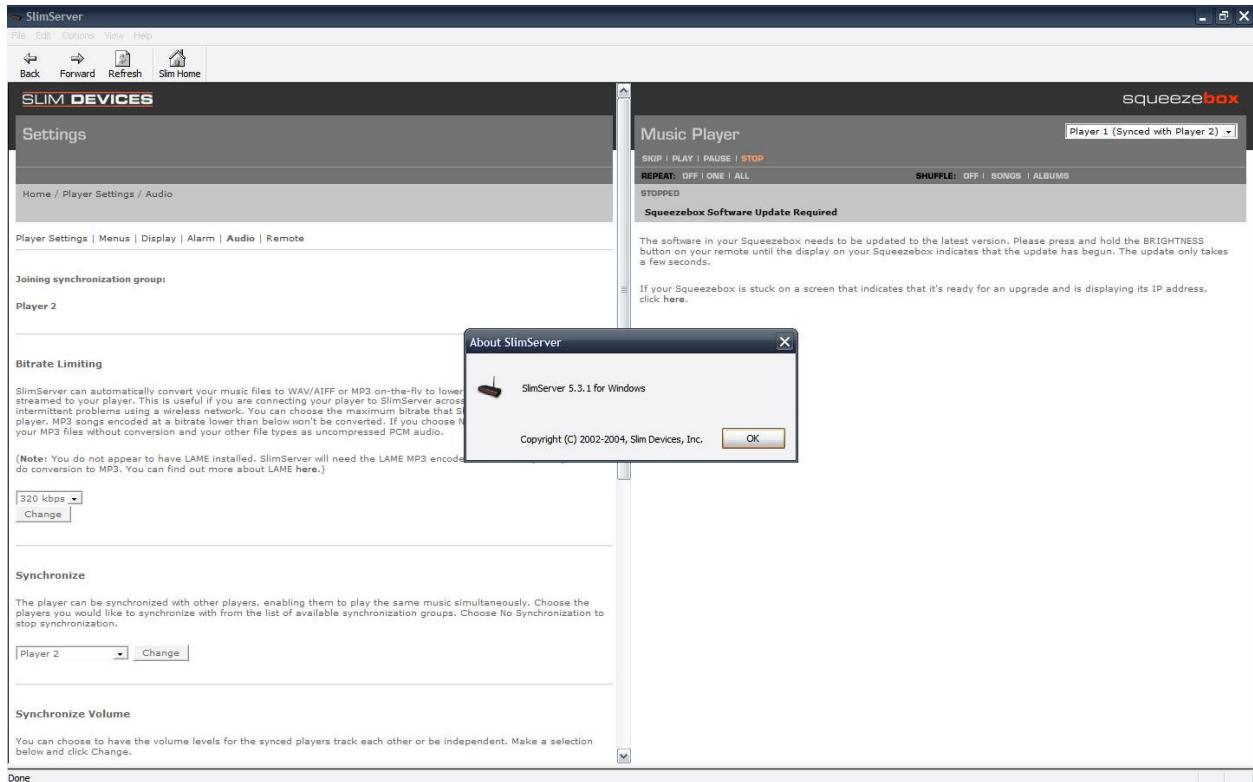 SlimServer
File Edit Options View Help
Back Forward Refresh Slim Home
SLIM DEVICES
Settings
Home / Player Settings / Audio
Player Settings | Menus | Display | Alarm | Audio | Remote
Joining synchronization group:
Player 2
Bitrate Limiting
SlimServer can automatically convert your music files to WAV/AIFF or MP3 on-the-fly to lower
streamed to your player. This is useful if you are connecting your player to SlimServer across
intermittent problems using a wireless network. You can choose the maximum bitrate that
player. MP3 songs encoded at a bitrate lower than below won't be converted. If you choose
your MP3 files without conversion and your other file types as uncompressed PCM audio.
(Note: You do not appear to have LAME installed. SlimServer will need the LAME MP3
do conversion to MP3. You can find out more about LAME here.)
320 kbps
Change
Synchronize
The player can be synchronized with other players, enabling them to play the same music simultaneously. Choose the
players you would like to synchronize with from the list of available synchronization groups. Choose No Synchronization to
stop synchronization.
Player 2 Change
Synchronize Volume
You can choose to have the volume levels for the synced players track each other or be independent. Make a selection
below and click Change.
squeezebox
Music Player
Player 1 (Synced with Player 2)
SKIP | PLAY | PAUSE | STOP
REPEAT: OFF | ONE | ALL SHUFFLE: OFF | SONGS | ALBUMS
STOPPED
Squeezebox Software Update Required
The software in your Squeezebox needs to be updated to the latest version. Please press and hold the BRIGHTNESS
button on your remote until the display on your Squeezebox indicates that the update has begun. The update only takes
a few seconds.
If your Squeezebox is stuck on a screen that indicates that it's ready for an upgrade and is displaying its IP address,
click here.
About SlimServer
SlimServer 5.3.1 for Windows
Copyright (C) 2002-2004, Slim Devices, Inc.
OK
Done